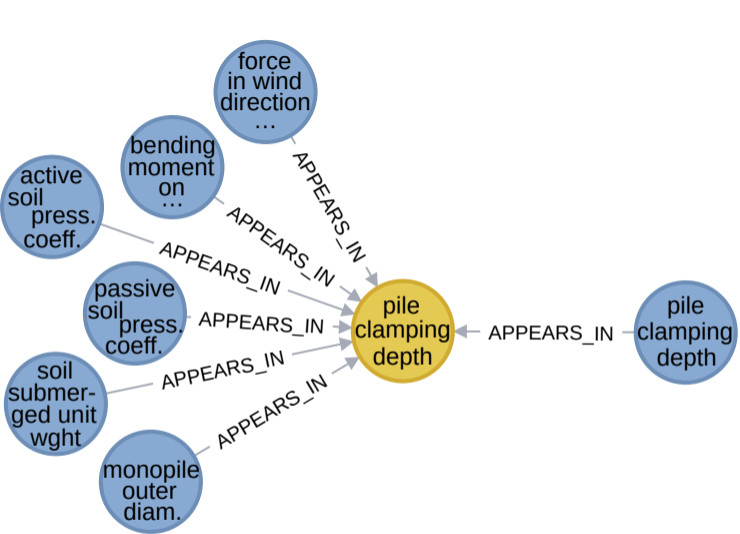 force
in wind
direction
...
APPEARS_IN
bending
moment
on
...
APPEARS_IN
active
soil
press.
coeff.
APPEARS_IN
passive
soil
press.
coeff.
APPEARS_IN
soil
submer-
ged unit
wght
APPEARS_IN
monopile
outer
diam.
APPEARS_IN
pile
clamping
depth
APPEARS_IN
pile
clamping
depth